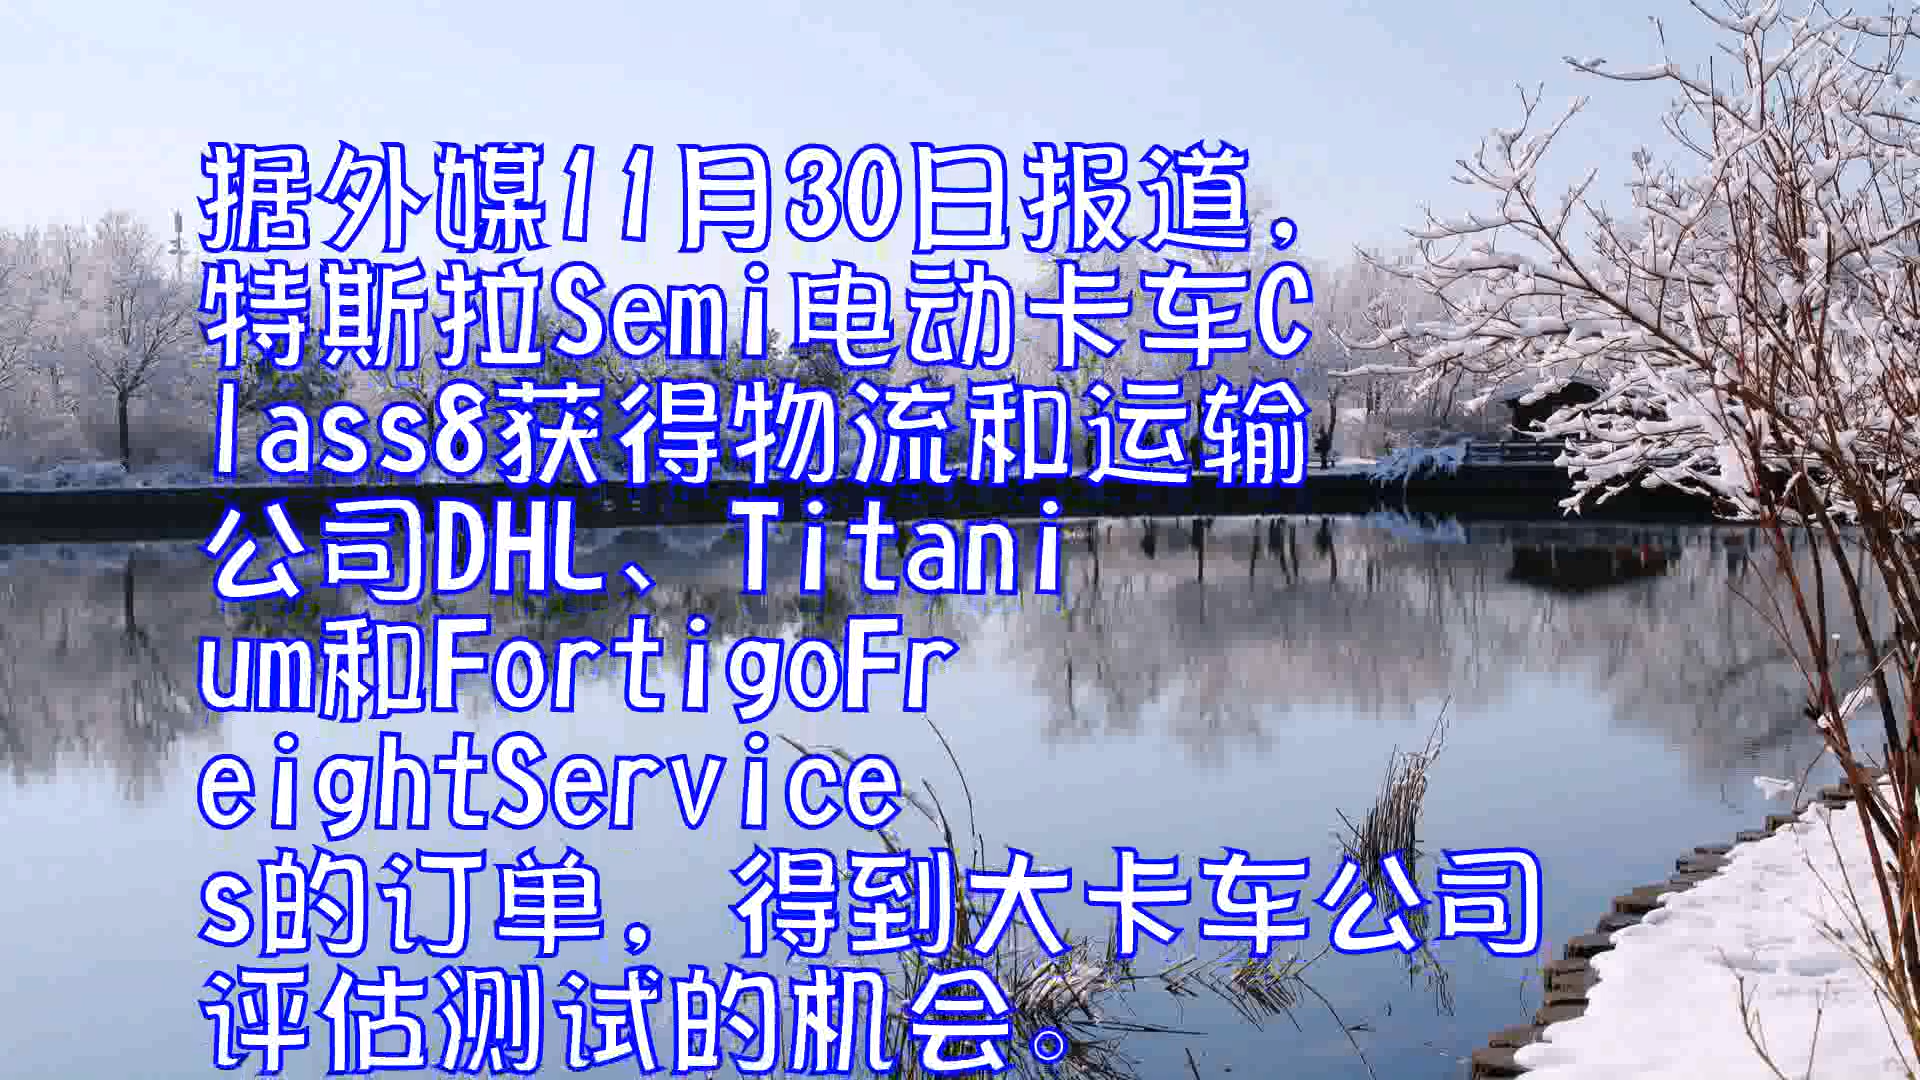 据外媒11月30日报道，
特斯拉Semi电动卡车C
lass8获得物流和运输
公司DHL、Titani
um和FortigoFr
eightService
s的订单，得到大卡车公司
评估测试的机会。